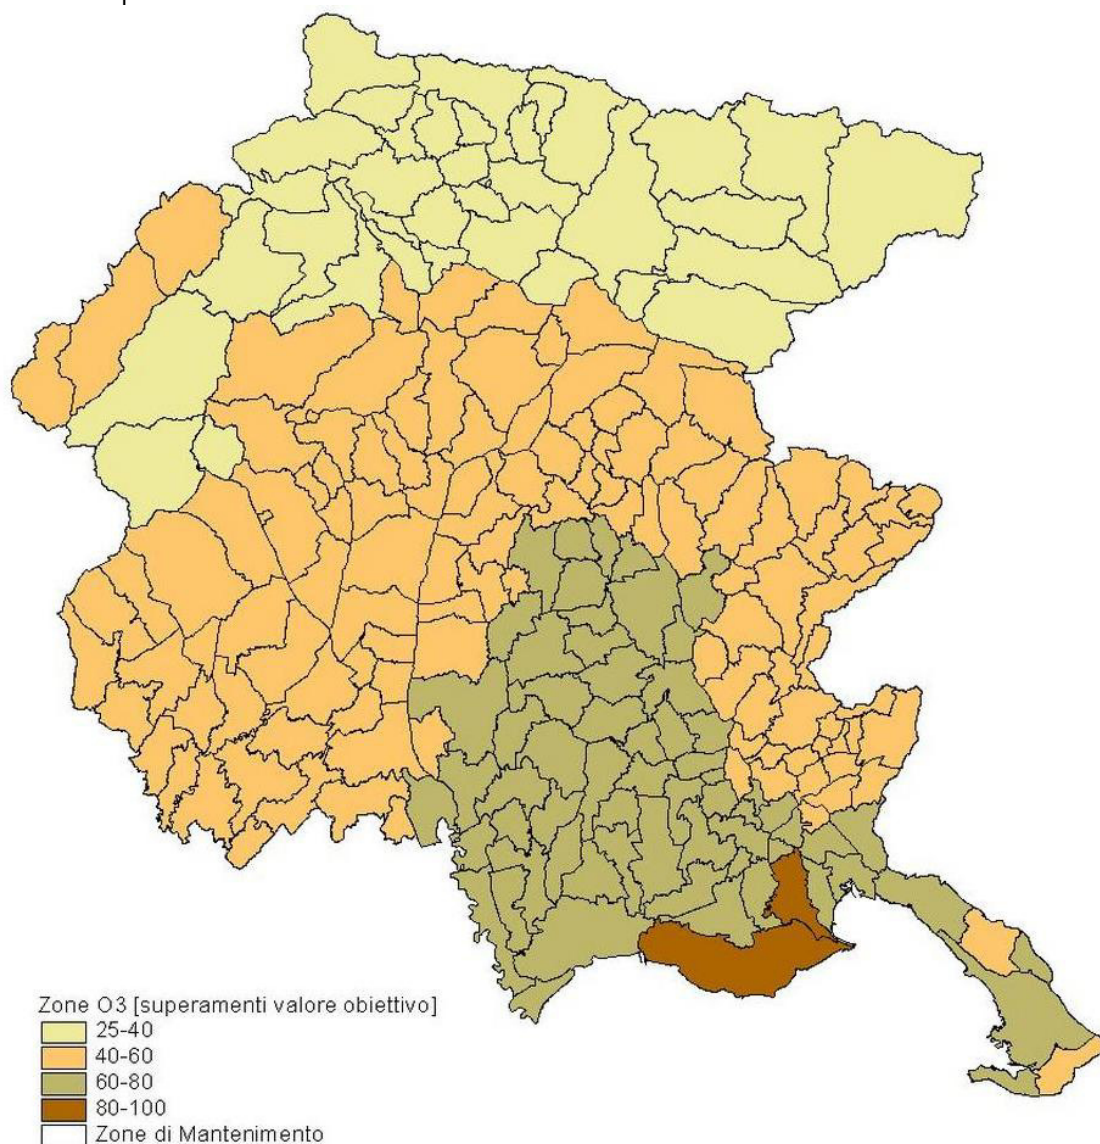 Zone O3 [superamenti valore obiettivo]
25-40
40-60
60-80
80-100
Zone di Mantenimento